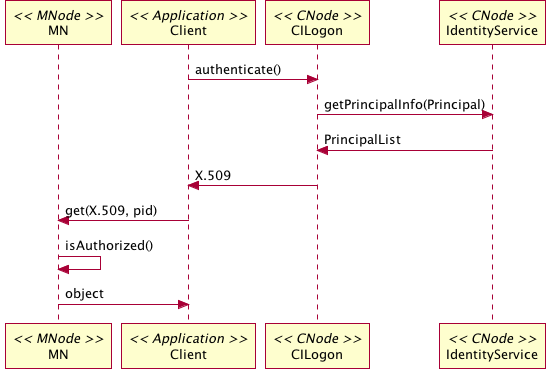 << MNode >> << Application >> << CNode >> << CNode >>
MN Client CILogon IdentityService
authenticate()
getPrincipalInfo(Principal)
PrincipalList
X.509
get(X.509, pid)
isAuthorized()
object
<< MNode >> << Application >> << CNode >> << CNode >>
MN Client CILogon IdentityService